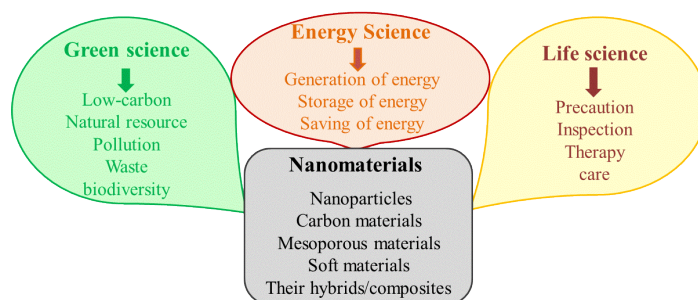 Green science
Low-carbon
Natural resource
Pollution
Waste
biodiversity
Energy Science
Generation of energy
Storage of energy
Saving of energy
Life science
Precaution
Inspection
Therapy
care
Nanomaterials
Nanoparticles
Carbon materials
Mesoporous materials
Soft materials
Their hybrids/composites